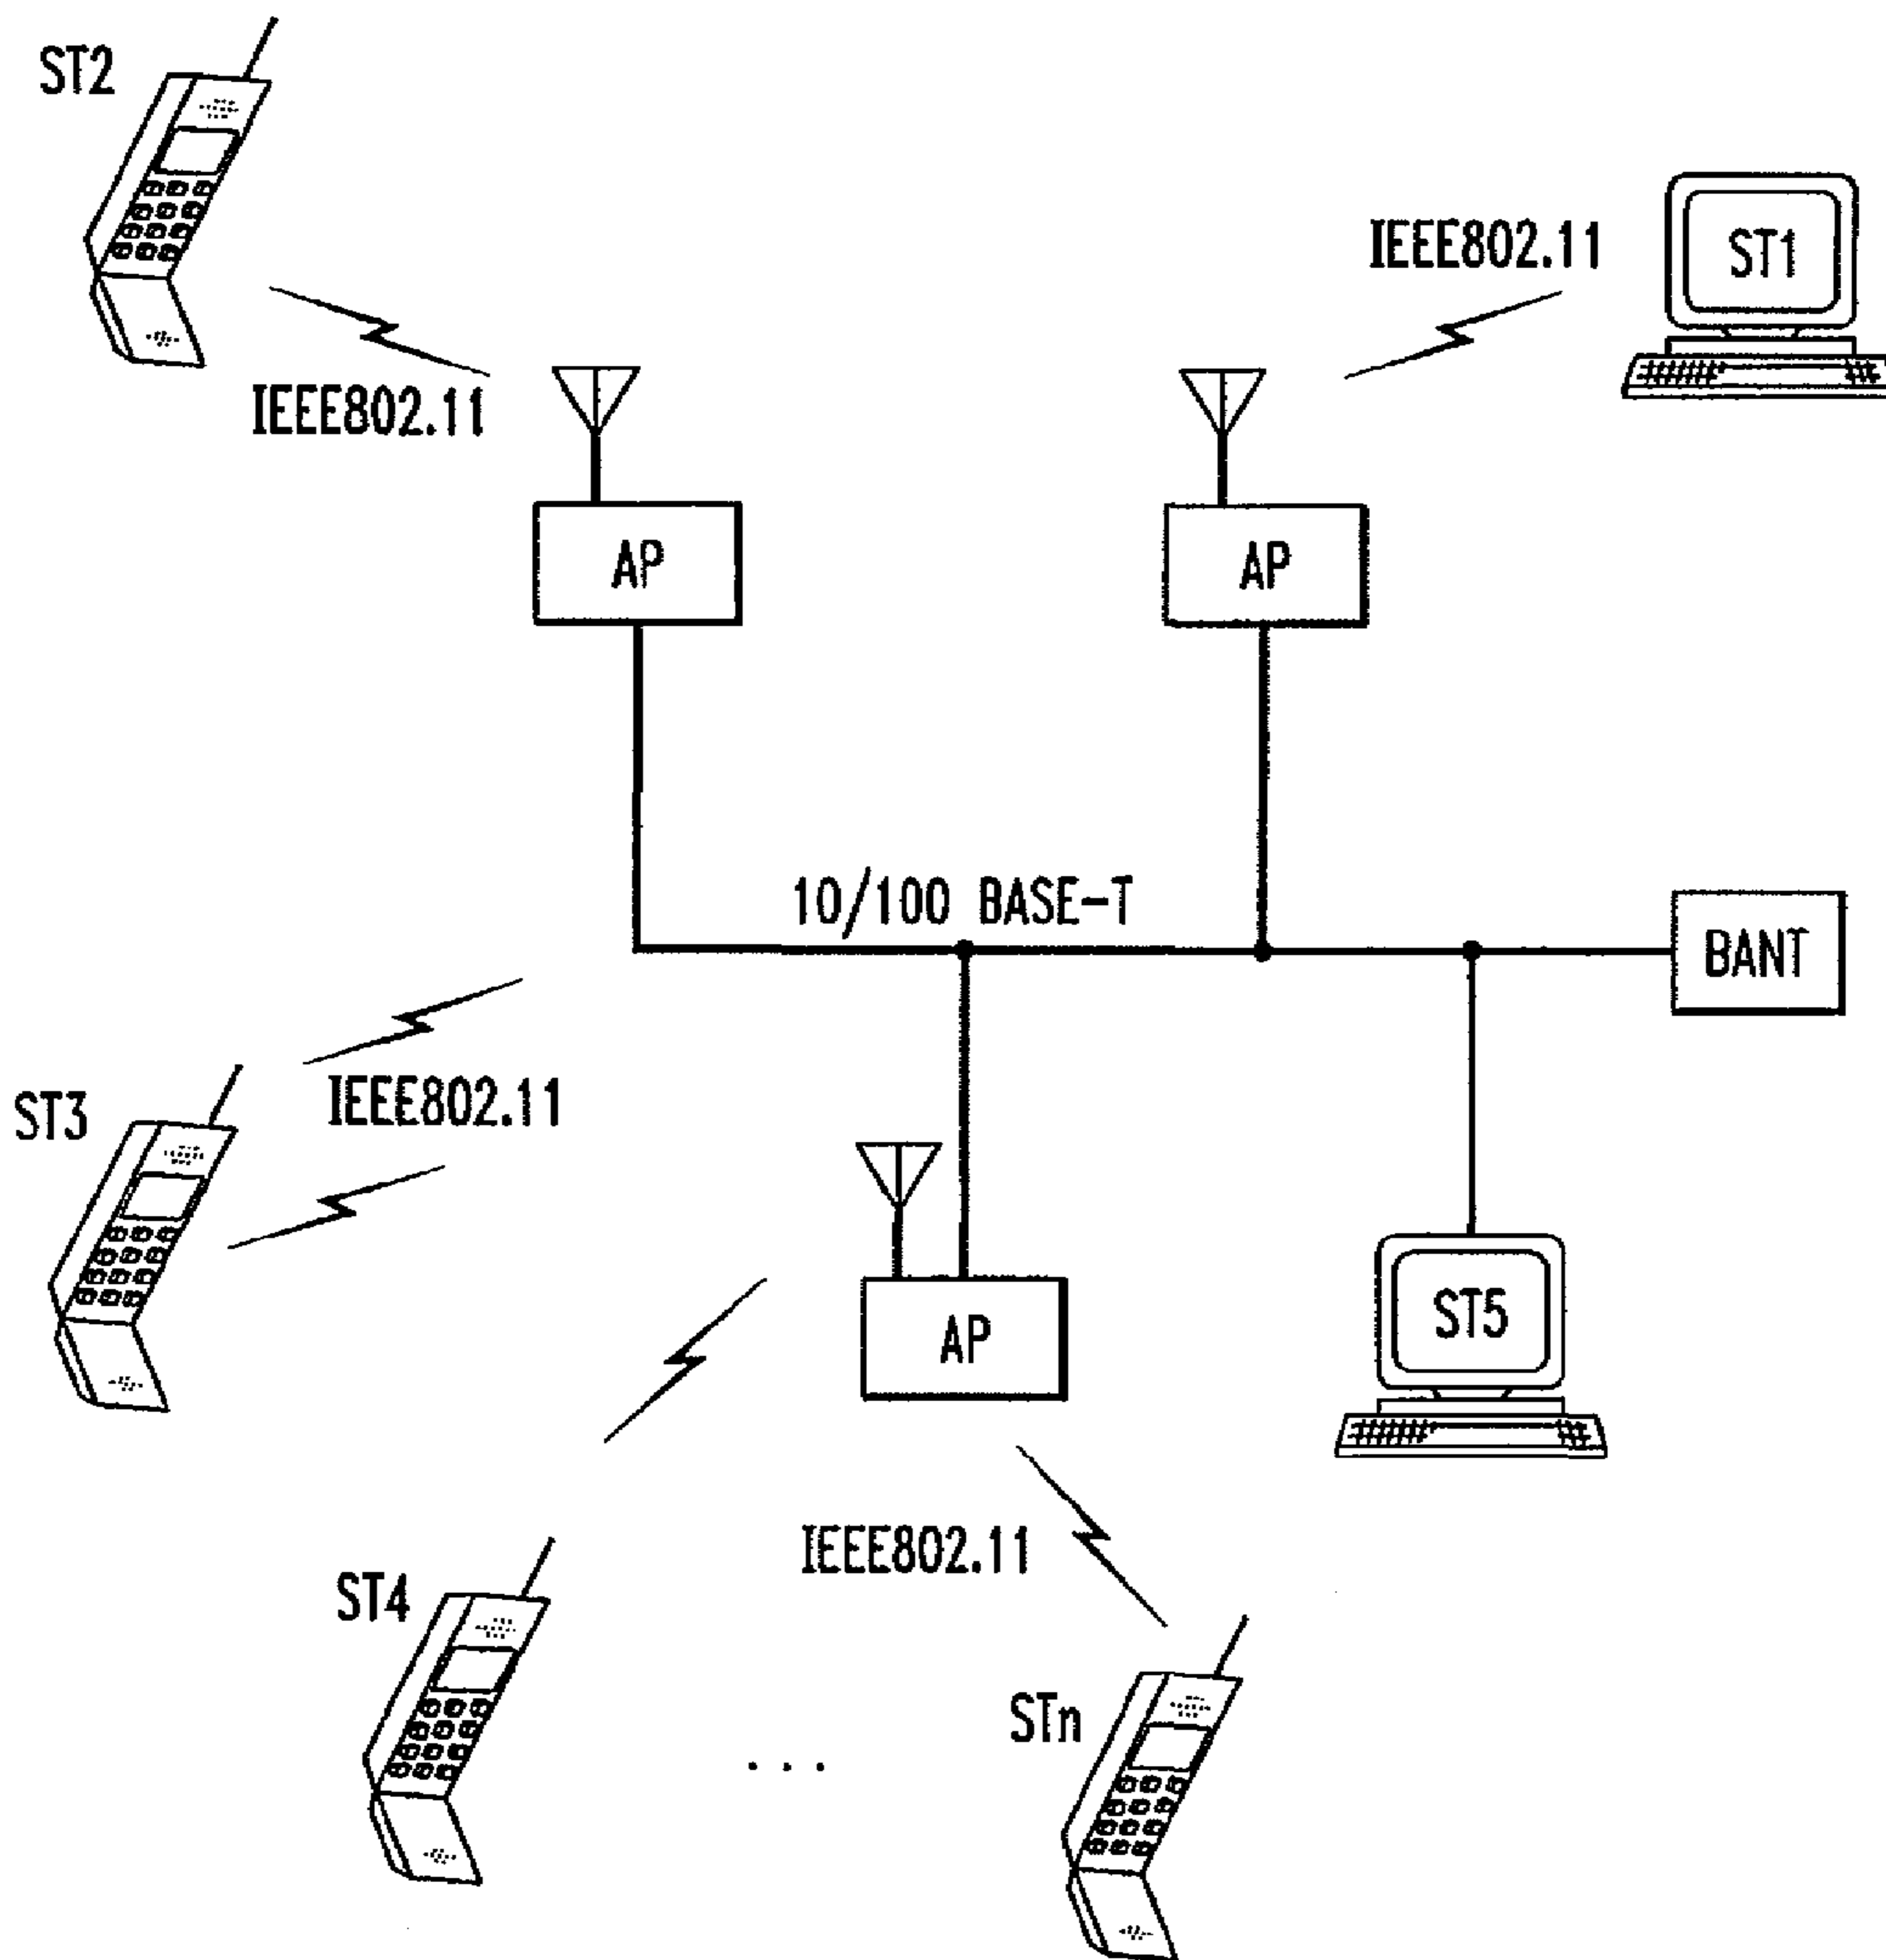 ST2
IEEE802.11
ST1
IEEE802.11
AP
AP
10/100 BASE-T
BANT
ST3
IEEE802.11
AP
ST5
IEEE802.11
ST4
STn
. . .